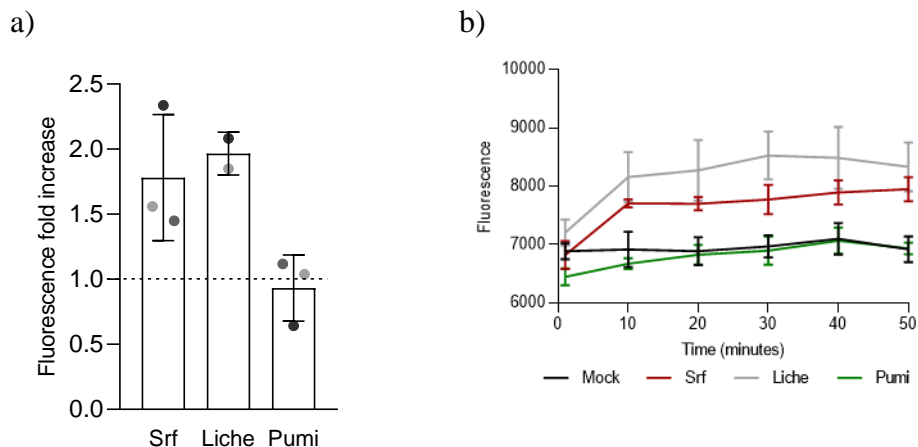 a)
b)
Fluorescence fold increase
2.5
2.0
1.5
1.0
0.5
0.0
Srf Liche Pumi
Fluorescence
10000
9000
8000
7000
6000
0 10 20 30 40 50
Time (minutes)
Mock Srf Liche Pumi